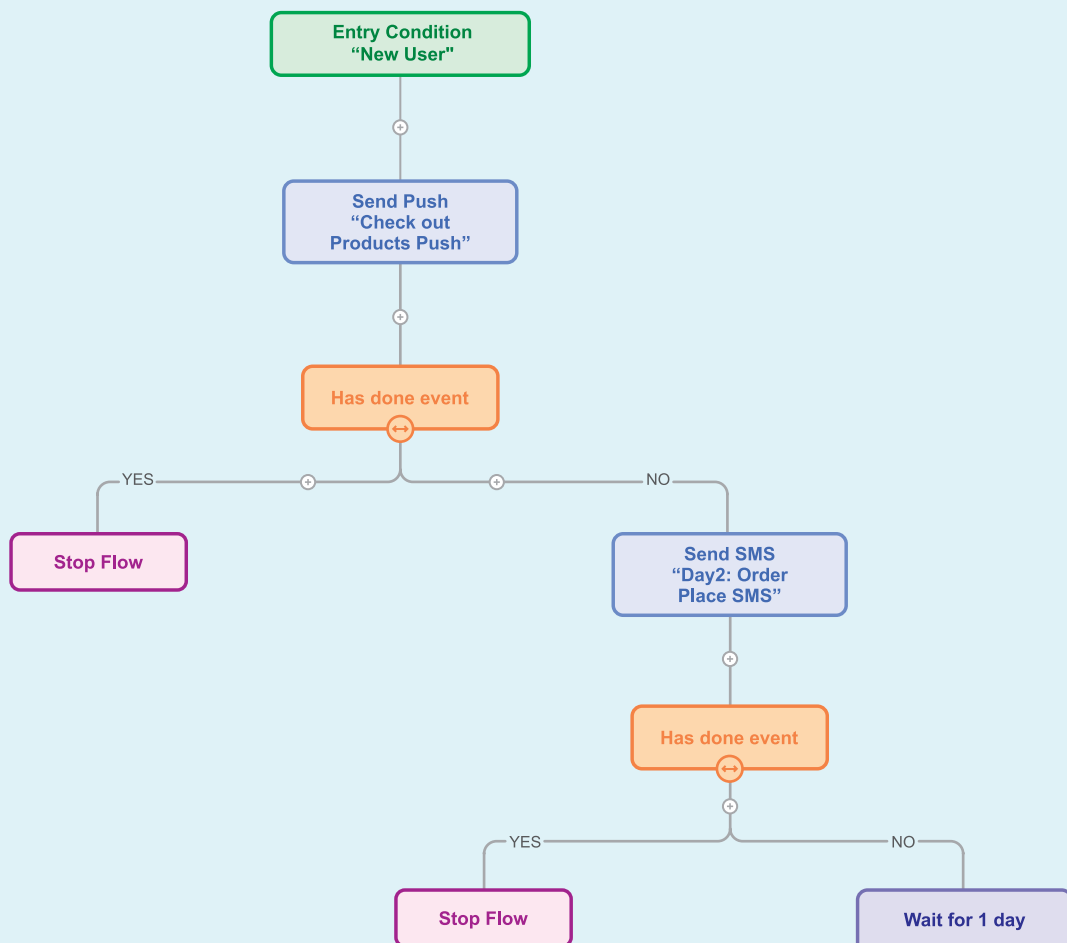 Entry Condition
“New User"
Send Push
“Check out
Products Push”
Has done event
YES
NO
Stop Flow
Send SMS
“Day2: Order
Place SMS”
Has done event
YES
NO
Stop Flow
Wait for 1 day